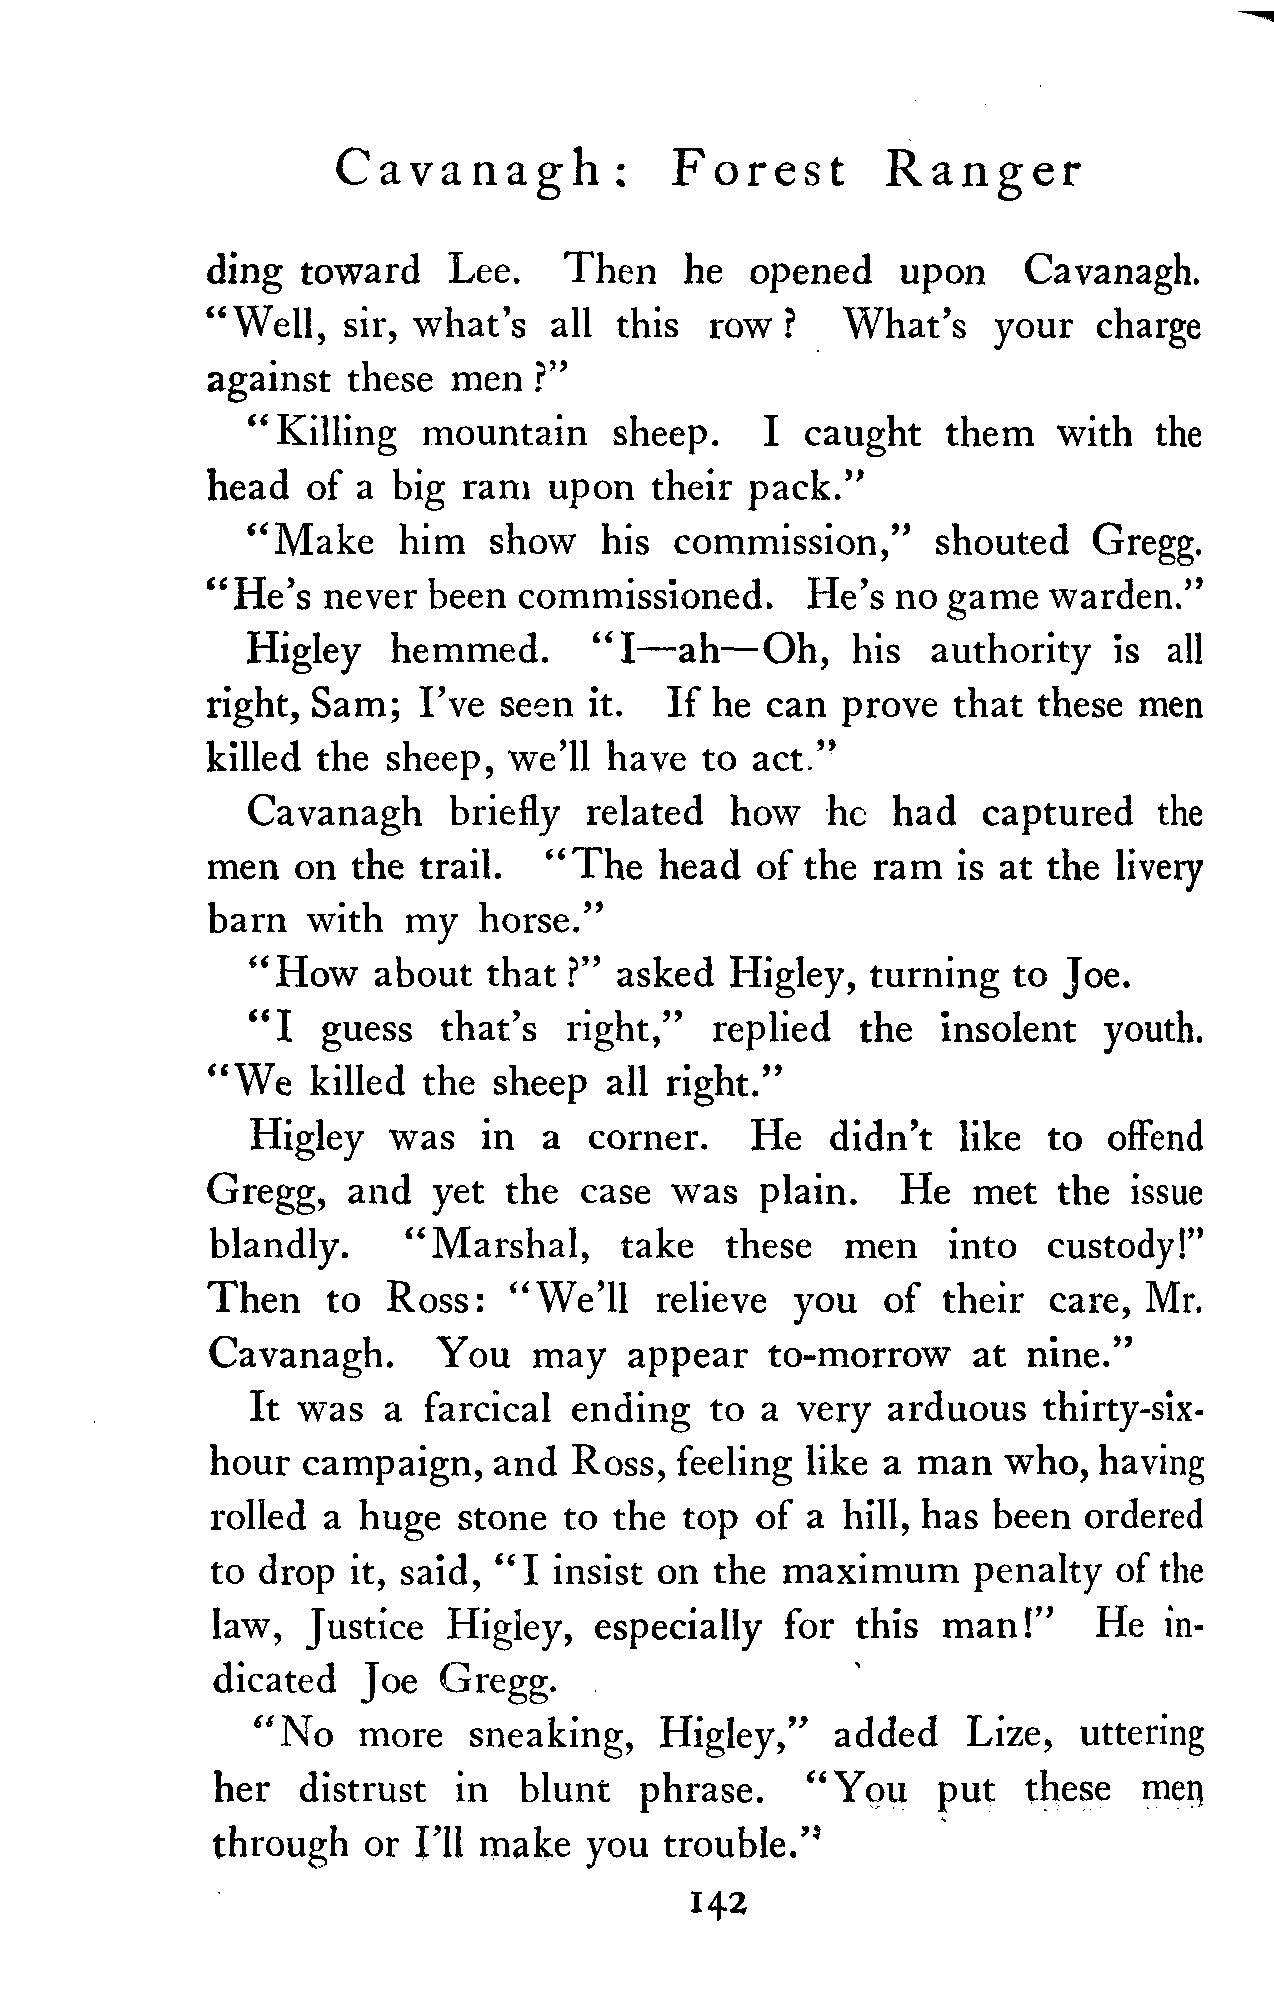 Cavanagh: Forest Ranger
ding toward Lee. Then he opened upon Cavanagh.
"Well, sir, what's all this row? What's your charge
against these men?"
"Killing mountain sheep. I caught them with the
head of a big ram upon their pack."
"Make him show his commission," shouted Gregg.
"He's never been commissioned. He's no game warden."
Higley hemmed. "I—ah—Oh, his authority is all
right, Sam; I've seen it. If he can prove that these men
killed the sheep, we'll have to act."
Cavanagh briefly related how he had captured the
men on the trail. "The head of the ram is at the livery
barn with my horse."
"How about that?" asked Higley, turning to Joe.
"I guess that's right," replied the insolent youth.
"We killed the sheep all right."
Higley was in a corner. He didn't like to offend
Gregg, and yet the case was plain. He met the issue
blandly. "Marshal, take these men into custody!"
Then to Ross: "We'll relieve you of their care, Mr.
Cavanagh. You may appear to-morrow at nine."
It was a farcical ending to a very arduous thirty-six-
hour campaign, and Ross, feeling like a man who, having
rolled a huge stone to the top of a hill, has been ordered
to drop it, said, "I insist on the maximum penalty of the
law, Justice Higley, especially for this man!" He in-
dicated Joe Gregg.
"No more sneaking, Higley," added Lize, uttering
her distrust in blunt phrase. "You put these men
through or I'll make you trouble."
142